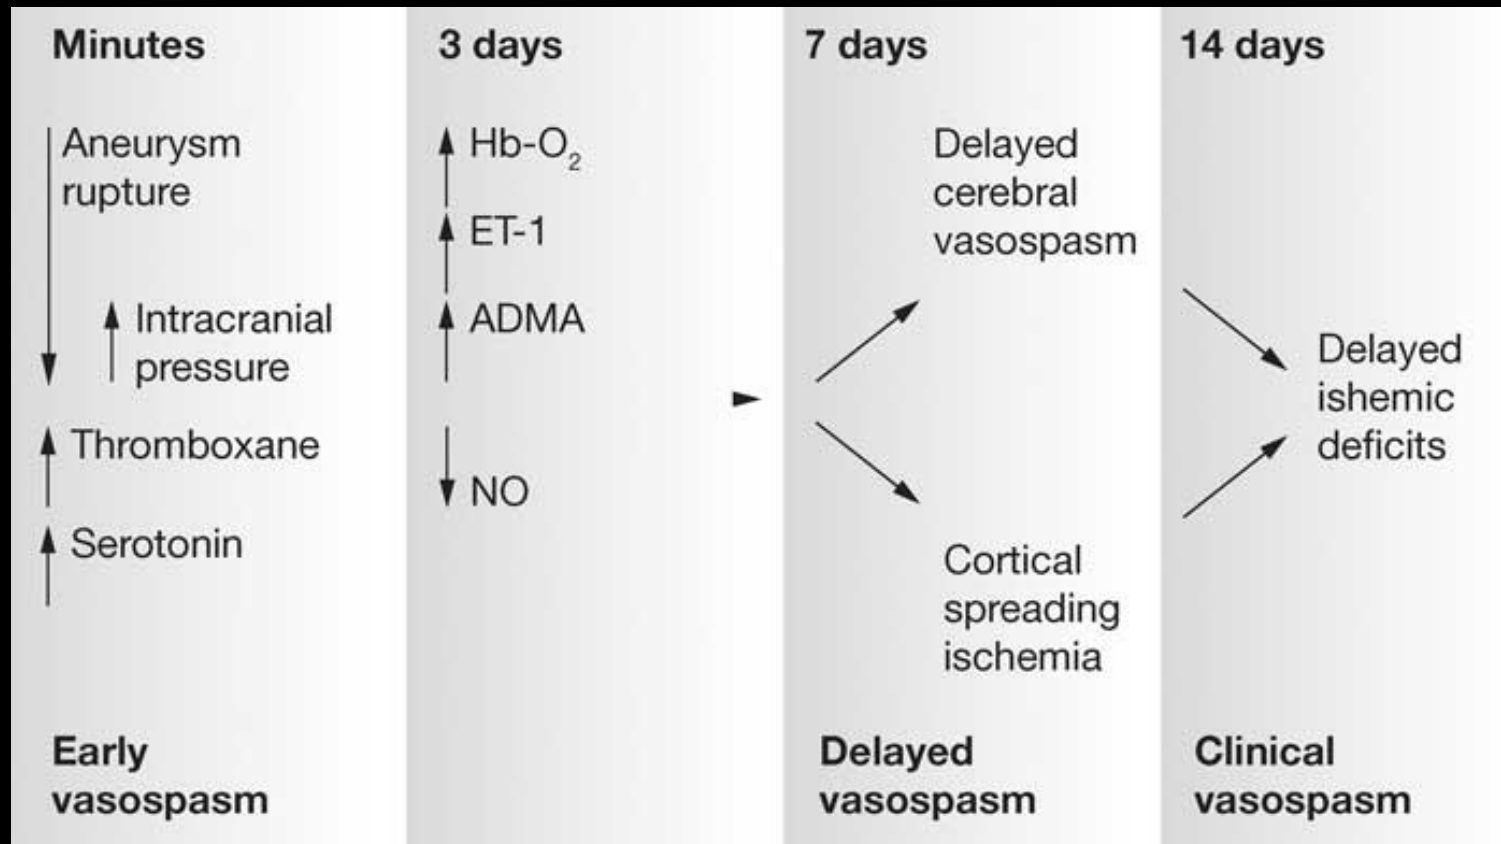 Minutes
Aneurysm
rupture
Intracranial
pressure
Thromboxane
Serotonin
Early
vasospasm
3 days
Hb-O₂
ET-1
ADMA
NO
7 days
Delayed
cerebral
vasospasm
Cortical
spreading
ischemia
Delayed
vasospasm
14 days
Delayed
ishemic
deficits
Clinical
vasospasm